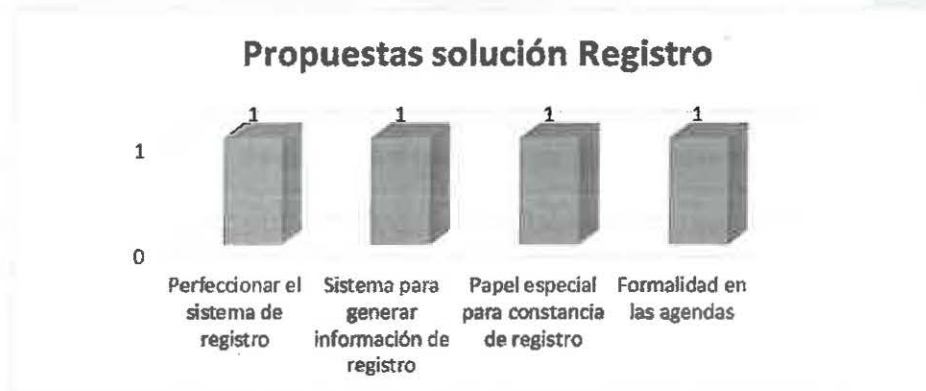 Propuestas solución Registro
1
1
1
1
1
0
Perfeccionar el
sistema de
registro
Sistema para
generar
información de
registro
Papel especial
para constancia
de registro
Formalidad en
las agendas